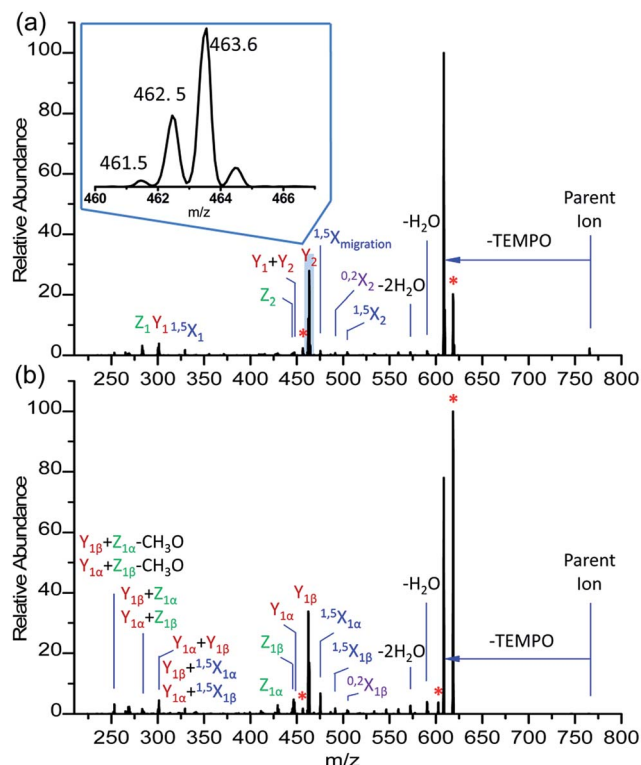 (a)
Relative Abundance
100
80
60
40
20
0
463.6
462. 5
461.5
460 462 464 466
m/z
Parent
Ion
-TEMPO
*
-H₂O
¹,⁵X migration
Y₁+Y₂ Y₂
⁰,²X₂ -2H₂O
Z₂
*
¹,⁵X₂
Z₁ Y₁ ¹,⁵X₁
250 300 350 400 450 500 550 600 650 700 750 800
(b)
Relative Abundance
100
80
60
40
20
0
*
Y₁β+Z₁α-CH₃O
Y₁α+Z₁β-CH₃O
Y₁β+Z₁α
Y₁α+Z₁β
Y₁α+Y₁β
Y₁β+¹,⁵X₁α
Y₁α+¹,⁵X₁β
Y₁β
Y₁α
¹,⁵X₁α
Z₁β
¹,⁵X₁β
-2H₂O
Z₁α
*
⁰,²X₁β
-H₂O
*
-TEMPO
Parent
Ion
250 300 350 400 450 500 550 600 650 700 750 800
m/z